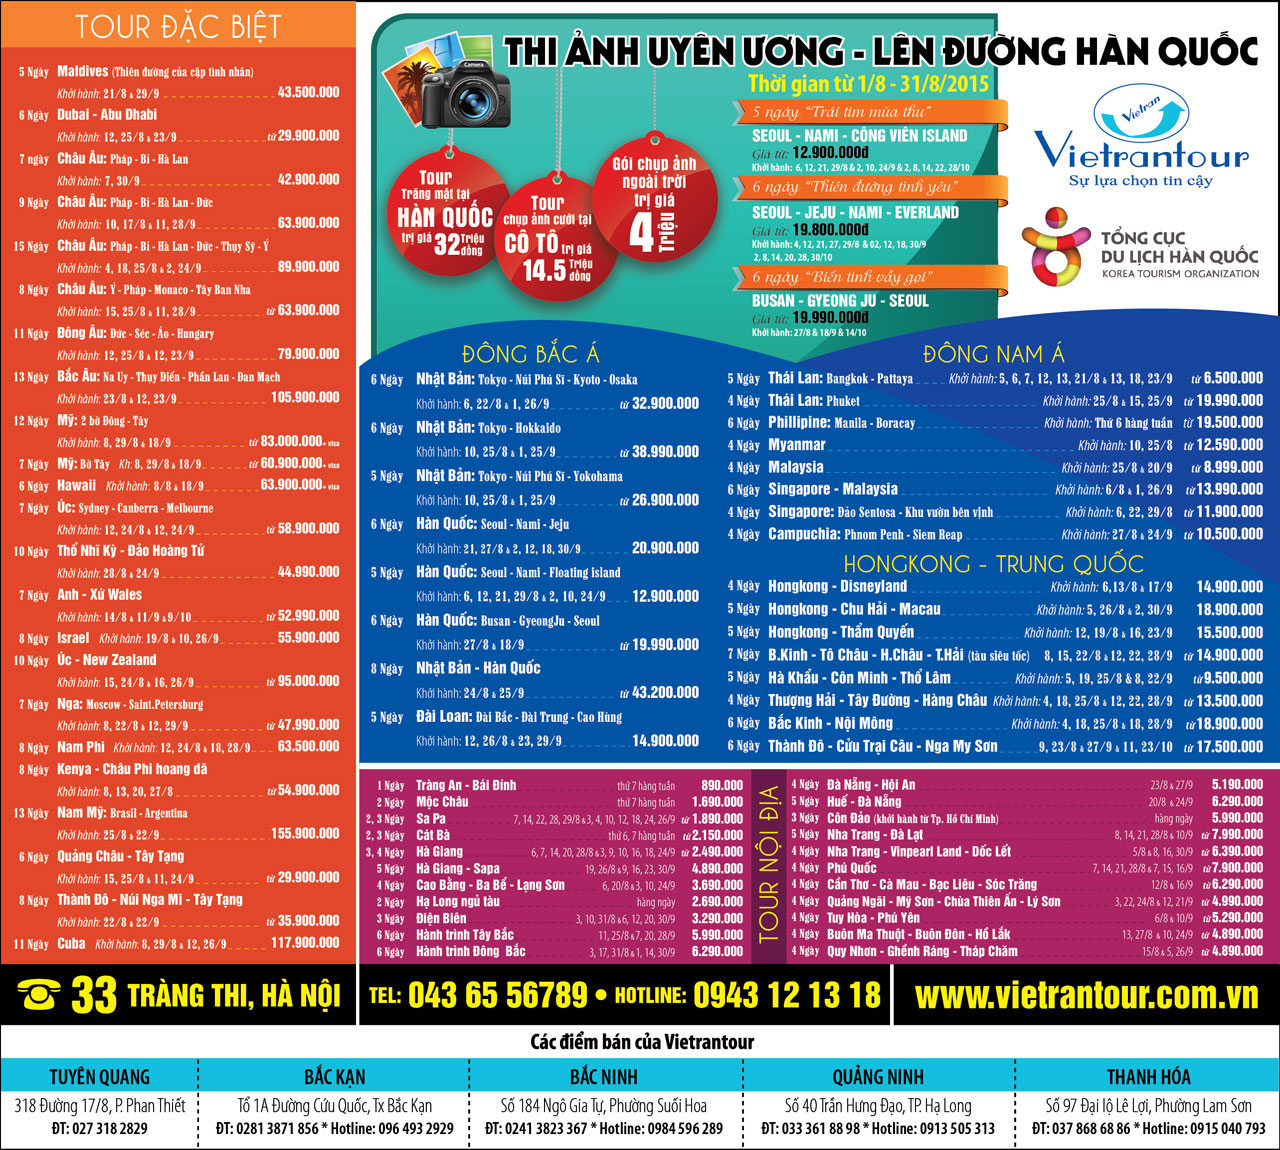 TOUR ĐẶC BIỆT
5 Ngày Maldives (Thiên đường của cặp tình nhân)
Khởi hành: 21/8 & 29/9 43.500.000
6 Ngày Dubai - Abu Dhabi
Khởi hành: 12, 25/8 & 23/9 từ 29.900.000
7 ngày Châu Âu: Pháp - Bỉ - Hà Lan
Khởi hành: 7, 30/9 42.900.000
9 Ngày Châu Âu: Pháp - Bỉ - Hà Lan - Đức
Khởi hành: 10, 17/8 & 11, 28/9 63.900.000
15 Ngày Châu Âu: Pháp - Bỉ - Hà Lan - Đức - Thụy Sỹ - Ý
Khởi hành: 4, 18, 25/8 & 2, 24/9 89.900.000
8 Ngày Châu Âu: Ý - Pháp - Monaco - Tây Ban Nha
Khởi hành: 15, 25/8 & 11, 28/9 từ 63.900.000
11 Ngày Đông Âu: Đức - Séc - Áo - Hungary
Khởi hành: 12, 25/8 & 12, 23/9 79.900.000
13 Ngày Bắc Âu: Na Uy - Thụy Điển - Phần Lan - Đan Mạch
Khởi hành: 23/8 & 12, 23/9 105.900.000
12 Ngày Mỹ: 2 bờ Đông - Tây
Khởi hành: 8, 29/8 & 18/9 từ 83.000.000+ visa
7 Ngày Mỹ: Bờ Tây Kh: 8, 29/8 & 18/9 từ 60.900.000+ visa
6 Ngày Hawaii Khởi hành: 8/8 & 18/9 63.900.000+ visa
7 Ngày Úc: Sydney - Canberra - Melbourne
Khởi hành: 12, 24/8 & 12, 24/9 từ 58.900.000
10 Ngày Thổ Nhĩ Kỳ - Đảo Hoàng Tử
Khởi hành: 28/8 & 24/9 44.990.000
7 Ngày Anh - Xứ Wales
Khởi hành: 14/8 & 11/9 & 9/10 từ 52.990.000
8 Ngày Israel Khởi hành: 19/8 & 10, 26/9 55.900.000
10 Ngày Úc - New Zealand
Khởi hành: 15, 24/8 & 16, 26/9 từ 95.000.000
7 Ngày Nga: Moscow - Saint.Petersburg
Khởi hành: 8, 22/8 & 12, 29/9 từ 47.990.000
8 Ngày Nam Phi Khởi hành: 12, 24/8 & 18, 28/9 63.500.000
8 Ngày Kenya - Châu Phi hoang dã
Khởi hành: 8, 13, 20, 27/8 từ 54.900.000
13 Ngày Nam Mỹ: Brasil - Argentina
Khởi hành: 25/8 & 22/9 155.900.000
6 Ngày Quảng Châu - Tây Tạng
Khởi hành: 15, 25/8 & 11, 24/9 từ 29.900.000
8 Ngày Thành Đô - Núi Nga Mi - Tây Tạng
Khởi hành: 22/8 & 22/9 từ 35.900.000
11 Ngày Cuba Khởi hành: 8, 29/8 & 12, 26/9 117.900.000
THI ẢNH UYÊN ƯƠNG - LÊN ĐƯỜNG HÀN QUỐC
Thời gian từ 1/8 - 31/8/2015
Camera
Tour
Trăng mật tại
HÀN QUỐC
trị giá 32 Triệu đồng
Tour
chụp ảnh cưới tại
CÔ TÔ trị giá
14.5 Triệu đồng
Gói chụp ảnh
ngoài trời
trị giá
4 Triệu
5 ngày "Trái tim mùa thu"
SEOUL - NAMI - CÔNG VIÊN ISLAND
Giá từ: 12.900.000đ
Khởi hành: 6, 12, 21, 29/8 & 2, 10, 24/9 & 2, 8, 14, 22, 28/10
6 ngày "Thiên đường tình yêu"
SEOUL - JEJU - NAMI - EVERLAND
Giá từ: 19.800.000đ
Khởi hành: 4, 12, 21, 27, 29/8 & 02, 12, 18, 30/9
2, 8, 14, 20, 28, 30/10
6 ngày "Biển tình vẫy gọi"
BUSAN - GYEONG JU - SEOUL
Giá từ: 19.990.000đ
Khởi hành: 27/8 & 18/9 & 14/10
Vietran
Vietrantour
Sự lựa chọn tin cậy
TỔNG CỤC
DU LỊCH HÀN QUỐC
KOREA TOURISM ORGANIZATION
ĐÔNG BẮC Á
6 Ngày Nhật Bản: Tokyo - Núi Phú Sĩ - Kyoto - Osaka
Khởi hành: 6, 22/8 & 1, 26/9 từ 32.900.000
6 Ngày Nhật Bản: Tokyo - Hokkaido
Khởi hành: 10, 25/8 & 1, 25/9 từ 38.990.000
5 Ngày Nhật Bản: Tokyo - Núi Phú Sĩ - Yokohama
Khởi hành: 10, 25/8 & 1, 25/9 từ 26.900.000
6 Ngày Hàn Quốc: Seoul - Nami - Jeju
Khởi hành: 21, 27/8 & 2, 12, 18, 30/9 20.900.000
5 Ngày Hàn Quốc: Seoul - Nami - Floating island
Khởi hành: 6, 12, 21, 29/8 & 2, 10, 24/9 12.900.000
6 Ngày Hàn Quốc: Busan - GyeongJu - Seoul
Khởi hành: 27/8 & 18/9 từ 19.990.000
8 Ngày Nhật Bản - Hàn Quốc
Khởi hành: 24/8 & 25/9 từ 43.200.000
5 Ngày Đài Loan: Đài Bắc - Đài Trung - Cao Hùng
Khởi hành: 12, 26/8 & 23, 29/9 14.900.000
ĐÔNG NAM Á
5 Ngày Thái Lan: Bangkok - Pattaya Khởi hành: 5, 6, 7, 12, 13, 21/8 & 13, 18, 23/9 từ 6.500.000
4 Ngày Thái Lan: Phuket Khởi hành: 25/8 & 15, 25/9 từ 19.990.000
6 Ngày Phillipine: Manila - Boracay Khởi hành: Thứ 6 hàng tuần từ 19.500.000
4 Ngày Myanmar Khởi hành: 10, 25/8 từ 12.590.000
4 Ngày Malaysia Khởi hành: 25/8 & 20/9 từ 8.999.000
6 Ngày Singapore - Malaysia Khởi hành: 6/8 & 1, 26/9 từ 13.990.000
4 Ngày Singapore: Đảo Sentosa - Khu vườn bên vịnh Khởi hành: 6, 22, 29/8 từ 11.900.000
4 Ngày Campuchia: Phnom Penh - Siem Reap Khởi hành: 27/8 & 24/9 từ 10.500.000
HONGKONG - TRUNG QUỐC
4 Ngày Hongkong - Disneyland Khởi hành: 6,13/8 & 17/9 14.900.000
5 Ngày Hongkong - Chu Hải - Macau Khởi hành: 5, 26/8 & 2, 30/9 18.900.000
5 Ngày Hongkong - Thẩm Quyến Khởi hành: 12, 19/8 & 16, 23/9 15.500.000
7 Ngày B.Kinh - Tô Châu - H.Châu - T.Hải (tàu siêu tốc) 8, 15, 22/8 & 12, 22, 28/9 từ 14.900.000
5 Ngày Hà Khẩu - Côn Minh - Thổ Lâm Khởi hành: 5, 19, 25/8 & 8, 22/9 từ 9.500.000
4 Ngày Thượng Hải - Tây Đường - Hàng Châu Khởi hành: 4, 18, 25/8 & 12, 22, 28/8 từ 13.500.000
6 Ngày Bắc Kinh - Nội Mông Khởi hành: 4, 18, 25/8 & 18, 28/9 từ 18.900.000
6 Ngày Thành Đô - Cửu Trại Câu - Nga My Sơn 9, 23/8 & 27/9 & 11, 23/10 từ 17.500.000
1 Ngày Tràng An - Bái Đính thứ 7 hàng tuần 890.000
2 Ngày Mộc Châu thứ 7 hàng tuần 1.690.000
2, 3 Ngày Sa Pa 7, 14, 22, 28, 29/8 & 3, 4, 10, 12, 18, 24, 26/9 từ 1.890.000
2, 3 Ngày Cát Bà thứ 6, 7 hàng tuần từ 2.150.000
3, 4 Ngày Hà Giang 6, 7, 14, 20, 28/8 & 3, 9, 10, 16, 18, 24/9 từ 2.490.000
5 Ngày Hà Giang - Sapa 19, 26/8 & 9, 16, 23, 30/9 4.890.000
4 Ngày Cao Bằng - Ba Bể - Lạng Sơn 6, 20/8 & 3, 10, 24/9 3.690.000
2 Ngày Hạ Long ngủ tàu hàng ngày 2.690.000
3 Ngày Điện Biên 3, 10, 31/8 & 6, 12, 20, 30/9 3.290.000
6 Ngày Hành trình Tây Bắc 11, 25/8 & 7, 20, 28/9 5.990.000
6 Ngày Hành trình Đông Bắc 3, 17, 31/8 & 1, 14, 30/9 6.290.000
TOUR NỘI ĐỊA
4 Ngày Đà Nẵng - Hội An 23/8 & 27/9 5.190.000
5 Ngày Huế - Đà Nẵng 20/8 & 24/9 6.290.000
3 Ngày Côn Đảo (khởi hành từ Tp. Hồ Chí Minh) hàng ngày 5.990.000
5 Ngày Nha Trang - Đà Lạt 8, 14, 21, 28/8 & 10/9 từ 7.990.000
4 Ngày Nha Trang - Vinpearl Land - Dốc Lết 5/8 & 8, 16, 30/9 từ 6.390.000
4 Ngày Phú Quốc 7, 14, 21, 28/8 & 7, 15, 16/9 từ 7.900.000
4 Ngày Cần Thơ - Cà Mau - Bạc Liêu - Sóc Trăng 12/8 & 16/9 từ 6.290.000
4 Ngày Quảng Ngãi - Mỹ Sơn - Chùa Thiên Ấn - Lý Sơn 3, 22, 24/8 & 12, 21/9 từ 4.990.000
4 Ngày Tuy Hòa - Phú Yên 6/8 & 10/9 từ 5.290.000
4 Ngày Buôn Ma Thuột - Buôn Đôn - Hồ Lắk 13, 27/8 & 10, 24/9 từ 4.890.000
4 Ngày Quy Nhơn - Ghềnh Ráng - Tháp Chăm 15/8 & 5, 26/9 từ 4.890.000
33 TRÀNG THI, HÀ NỘI
TEL: 043 65 56789 • HOTLINE: 0943 12 13 18
www.vietrantour.com.vn
Các điểm bán của Vietrantour
TUYÊN QUANG
318 Đường 17/8, P. Phan Thiết
ĐT: 027 318 2829
BẮC KẠN
Tổ 1A Đường Cứu Quốc, Tx Bắc Kạn
ĐT: 0281 3871 856 * Hotline: 096 493 2929
BẮC NINH
Số 184 Ngô Gia Tự, Phường Suối Hoa
ĐT: 0241 3823 367 * Hotline: 0984 596 289
QUẢNG NINH
Số 40 Trần Hưng Đạo, TP. Hạ Long
ĐT: 033 361 88 98 * Hotline: 0913 505 313
THANH HÓA
Số 97 Đại lộ Lê Lợi, Phường Lam Sơn
ĐT: 037 868 68 86 * Hotline: 0915 040 793